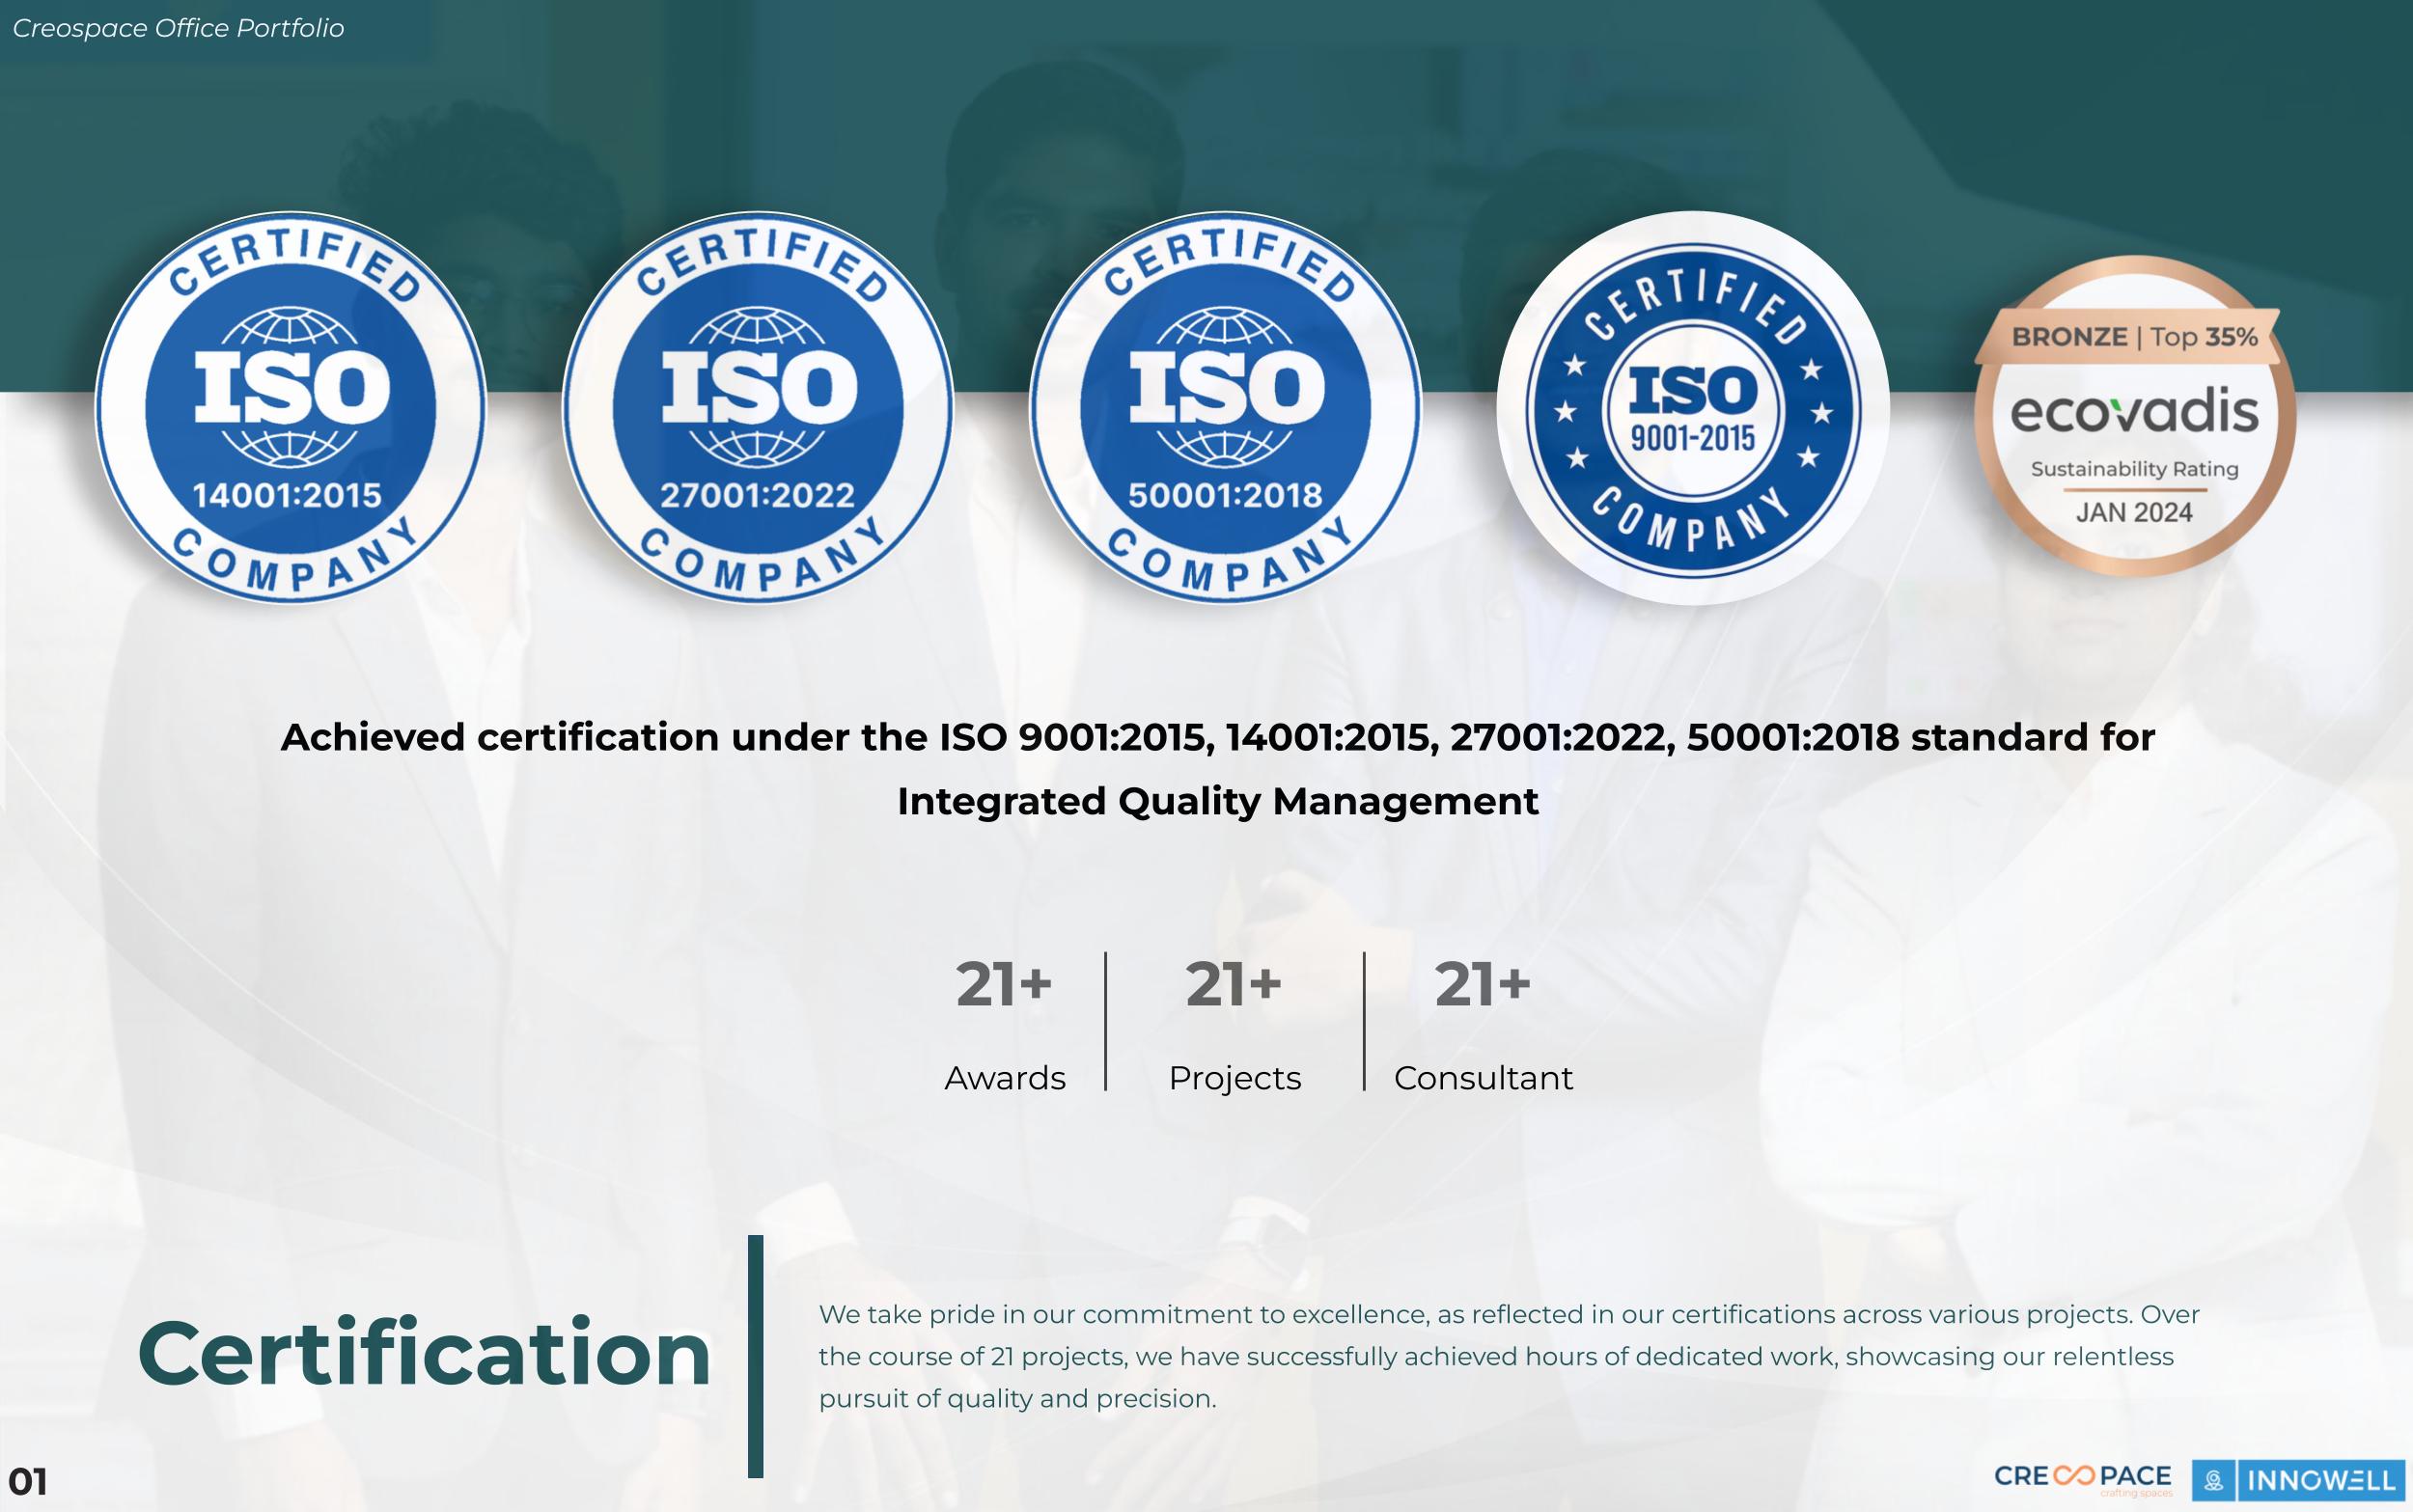 Creospace Office Portfolio
CERTIFIED
ISO
14001:2015
COMPANY
CERTIFIED
ISO
27001:2022
COMPANY
CERTIFIED
ISO
50001:2018
COMPANY
CERTIFIED
ISO
9001-2015
COMPANY
BRONZE | Top 35%
ecovadis
Sustainability Rating
JAN 2024
Achieved certification under the ISO 9001:2015, 14001:2015, 27001:2022, 50001:2018 standard for
Integrated Quality Management
21+ 21+ 21+
Awards Projects Consultant
Certification
We take pride in our commitment to excellence, as reflected in our certifications across various projects. Over
the course of 21 projects, we have successfully achieved hours of dedicated work, showcasing our relentless
pursuit of quality and precision.
01
CREOSPACE
crafting spaces
INNOWELL